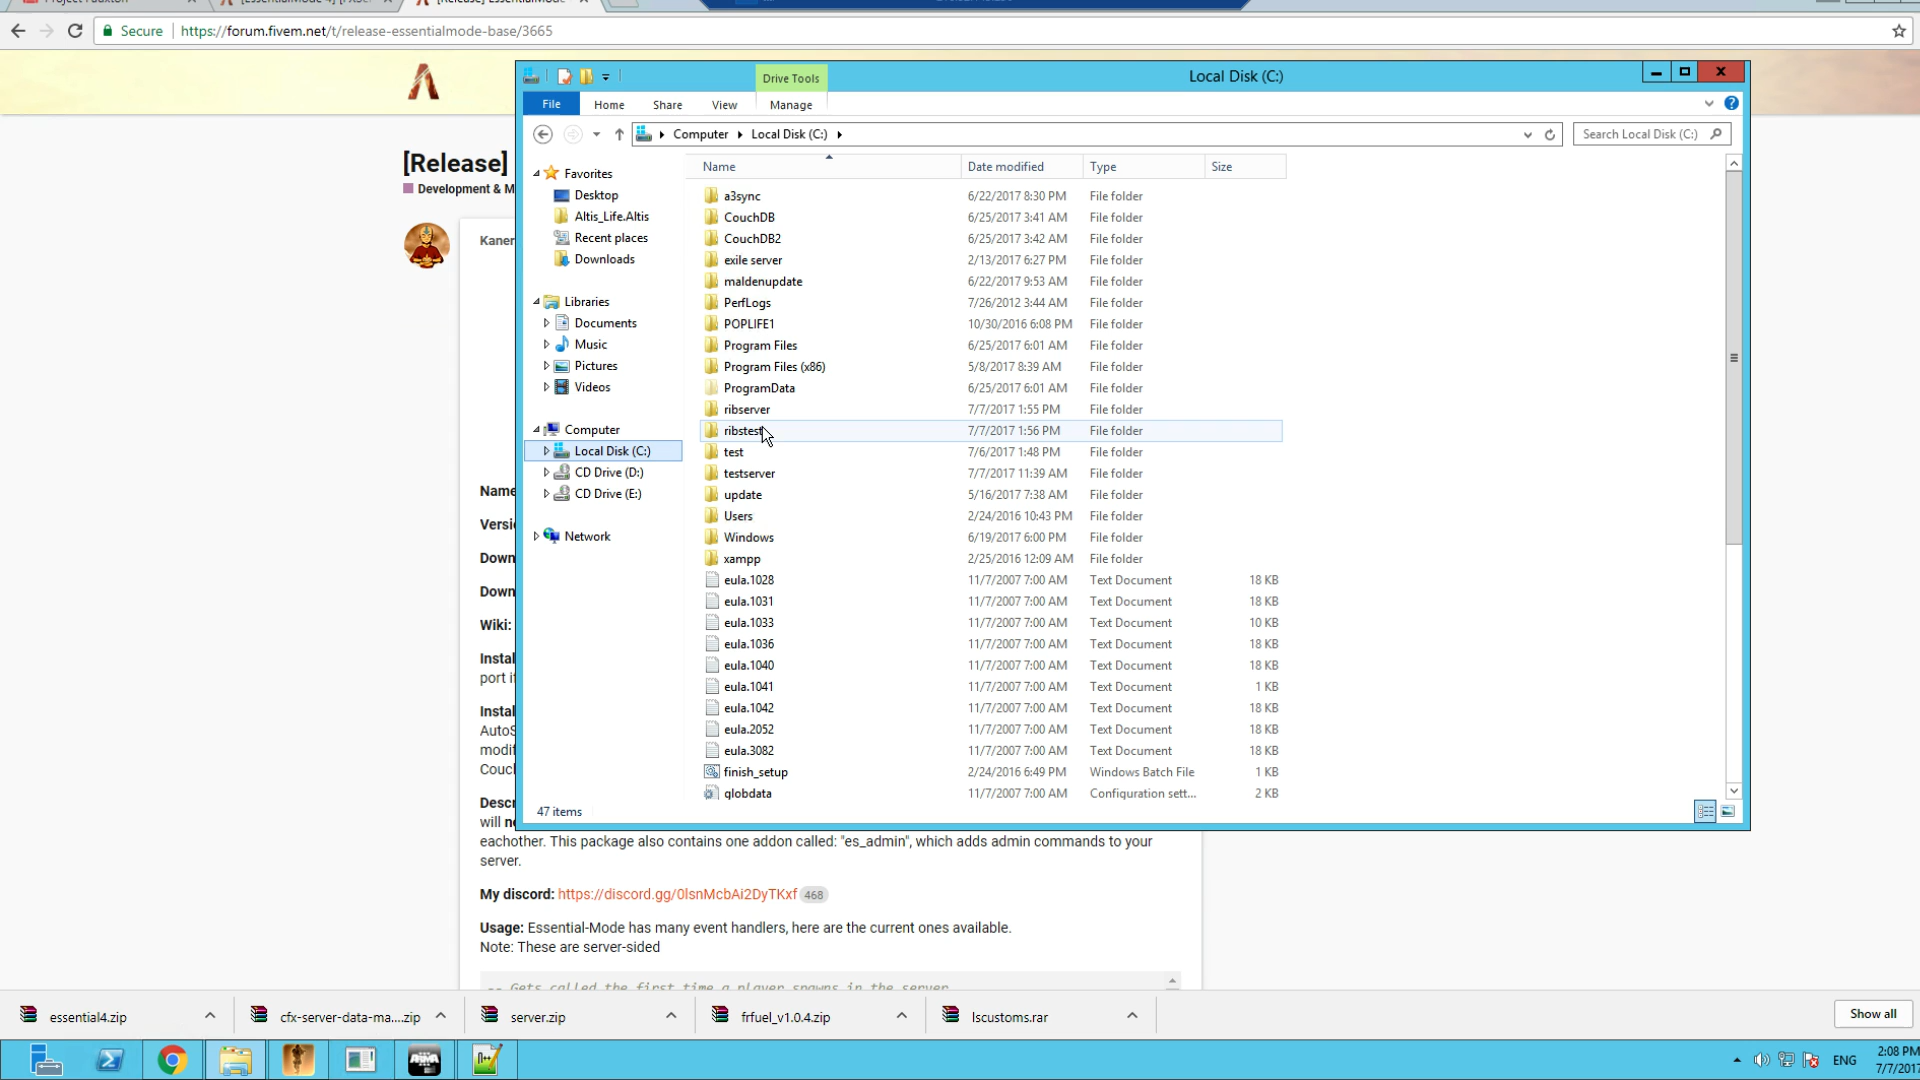 Secure | https://forum.fivem.net/t/release-essentialmode-base/3665
[Release]
Development & M
Kaner
Name
Versi
Down
Down
Wiki:
Instal
port if
Instal
AutoS
modif
Couch
Descr
will no
eachother. This package also contains one addon called: "es_admin", which adds admin commands to your
server.
My discord: https://discord.gg/0lsnMcbAi2DyTKxf 468
Usage: Essential-Mode has many event handlers, here are the current ones available.
Note: These are server-sided
-- Gets called the first time a player spawns in the server
Drive Tools
Local Disk (C:)
File Home Share View Manage
Computer Local Disk (C:)
Search Local Disk (C:)
Favorites
Desktop
Altis_Life.Altis
Recent places
Downloads
Libraries
Documents
Music
Pictures
Videos
Computer
Local Disk (C:)
CD Drive (D:)
CD Drive (E:)
Network
Name Date modified Type Size
a3sync 6/22/2017 8:30 PM File folder
CouchDB 6/25/2017 3:41 AM File folder
CouchDB2 6/25/2017 3:42 AM File folder
exile server 2/13/2017 6:27 PM File folder
maldenupdate 6/22/2017 9:53 AM File folder
PerfLogs 7/26/2012 3:44 AM File folder
POPLIFE1 10/30/2016 6:08 PM File folder
Program Files 6/25/2017 6:01 AM File folder
Program Files (x86) 5/8/2017 8:39 AM File folder
ProgramData 6/25/2017 6:01 AM File folder
ribserver 7/7/2017 1:55 PM File folder
ribstest 7/7/2017 1:56 PM File folder
test 7/6/2017 1:48 PM File folder
testserver 7/7/2017 11:39 AM File folder
update 5/16/2017 7:38 AM File folder
Users 2/24/2016 10:43 PM File folder
Windows 6/19/2017 6:00 PM File folder
xampp 2/25/2016 12:09 AM File folder
eula.1028 11/7/2007 7:00 AM Text Document 18 KB
eula.1031 11/7/2007 7:00 AM Text Document 18 KB
eula.1033 11/7/2007 7:00 AM Text Document 10 KB
eula.1036 11/7/2007 7:00 AM Text Document 18 KB
eula.1040 11/7/2007 7:00 AM Text Document 18 KB
eula.1041 11/7/2007 7:00 AM Text Document 1 KB
eula.1042 11/7/2007 7:00 AM Text Document 18 KB
eula.2052 11/7/2007 7:00 AM Text Document 18 KB
eula.3082 11/7/2007 7:00 AM Text Document 18 KB
finish_setup 2/24/2016 6:49 PM Windows Batch File 1 KB
globdata 11/7/2007 7:00 AM Configuration sett... 2 KB
47 items
essential4.zip
cfx-server-data-ma....zip
server.zip
frfuel_v1.0.4.zip
lscustoms.rar
Show all
ENG
2:08 PM
7/7/2017